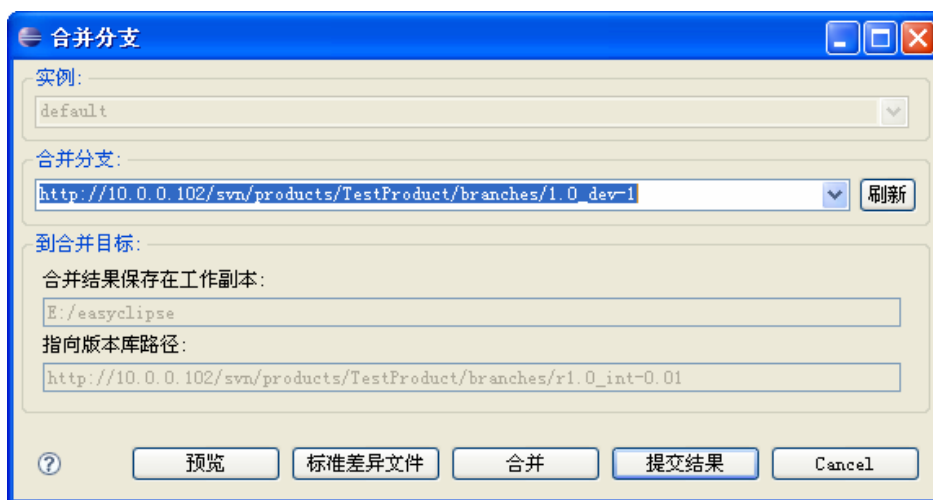 合并分支
实例:
default
合并分支:
http://10.0.0.102/svn/products/TestProduct/branches/1.0_dev-1
刷新
到合并目标:
合并结果保存在工作副本:
E:/easyclipse
指向版本库路径:
http://10.0.0.102/svn/products/TestProduct/branches/r1.0_int-0.01
预览 标准差异文件 合并 提交结果 Cancel